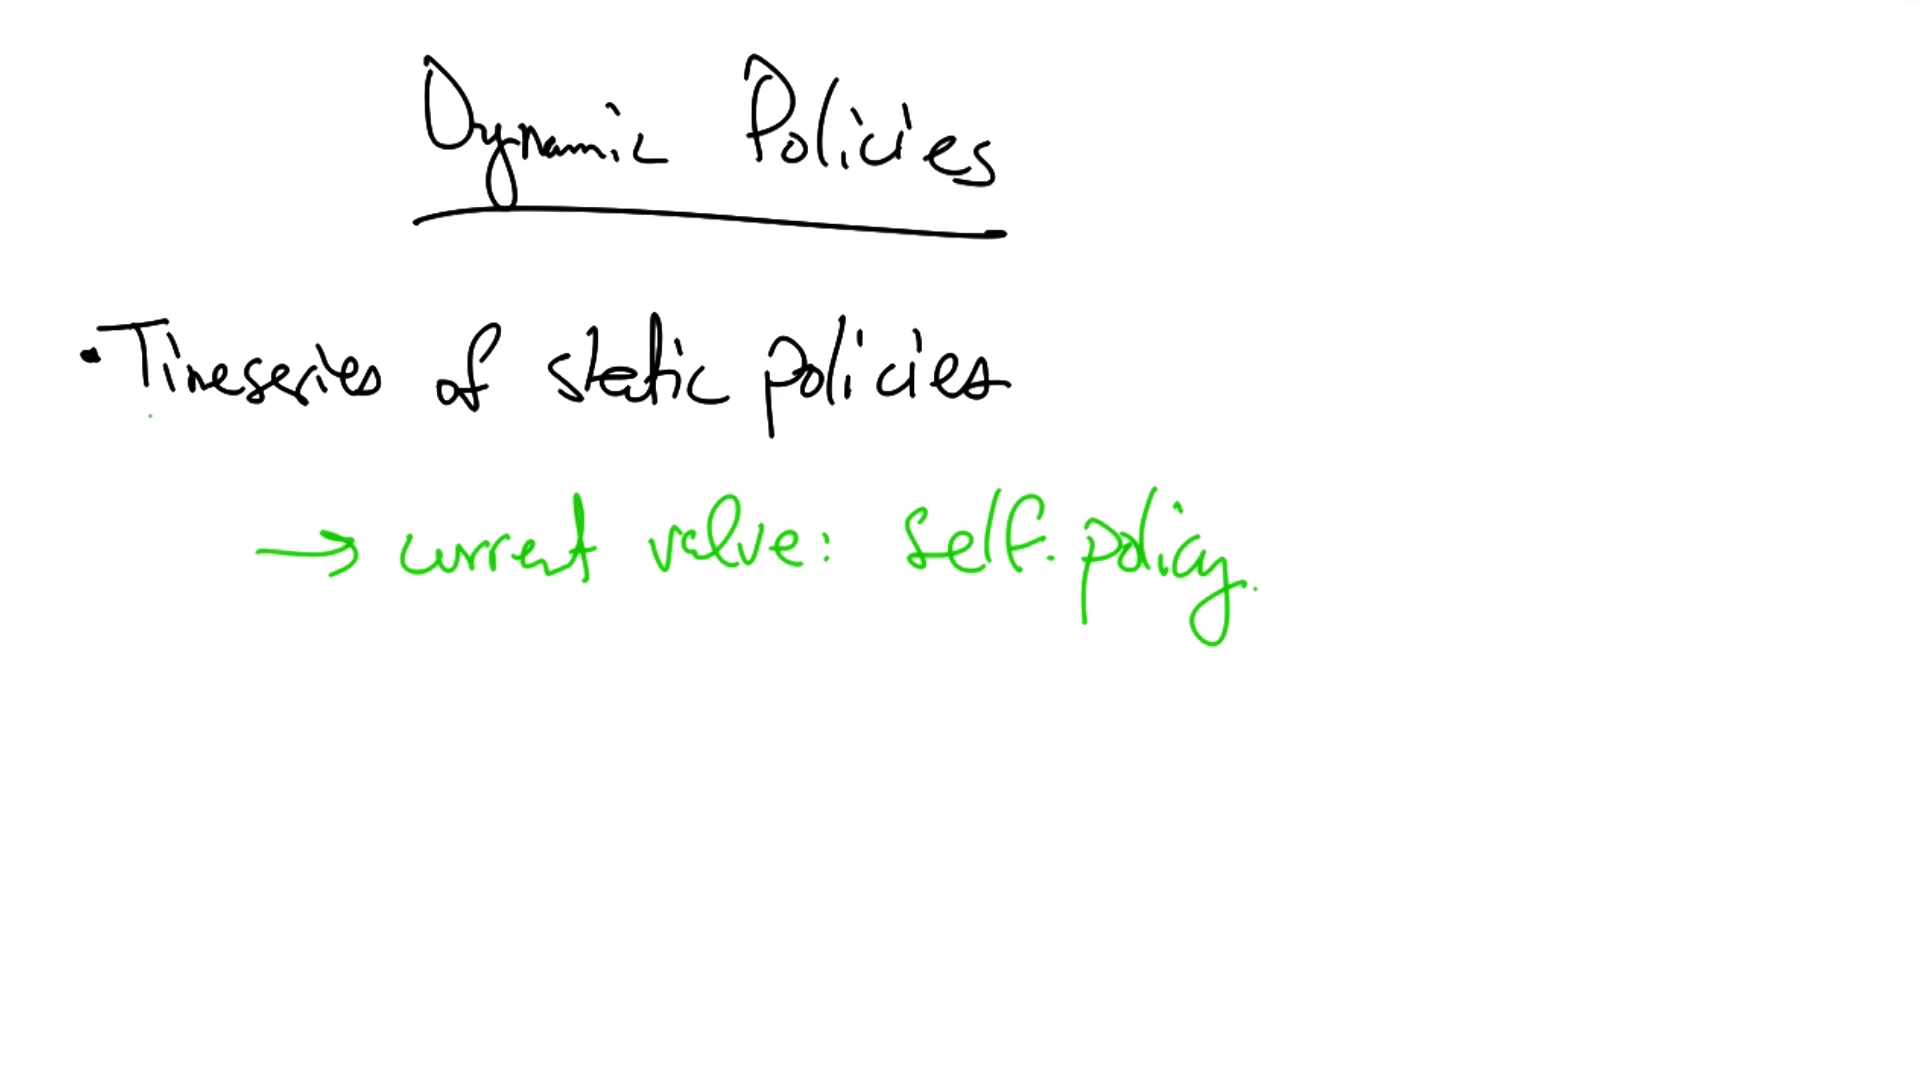 Dynamic Policies
• Timeseries of static policies
→ current value: self.policy.